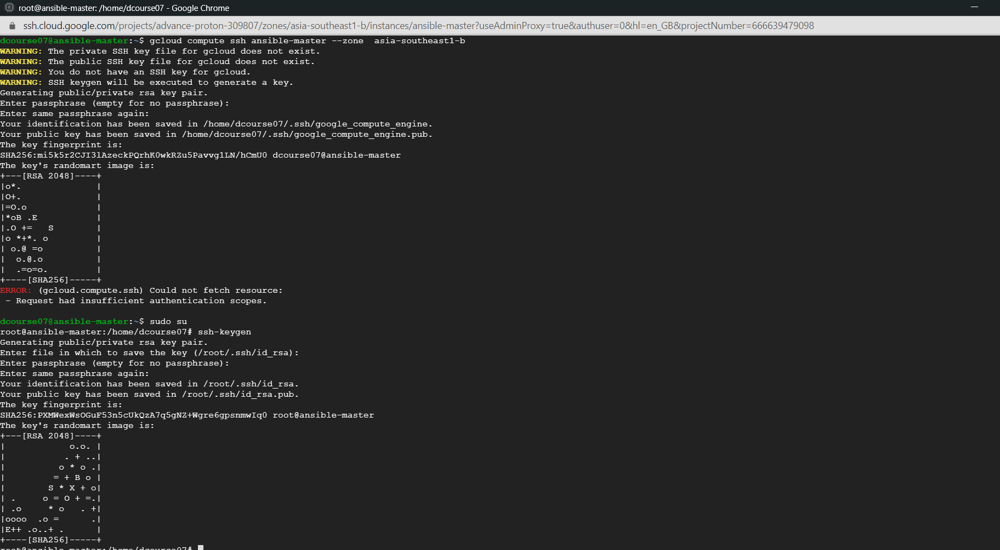 root@ansible-master: /home/dcourse07 - Google Chrome
ssh.cloud.google.com/projects/advance-proton-309807/zones/asia-southeast1-b/instances/ansible-master?useAdminProxy=true&authuser=0&hl=en_GB&projectNumber=666639479098
dcourse07@ansible-master:~$ gcloud compute ssh ansible-master --zone  asia-southeast1-b
WARNING: The private SSH key file for gcloud does not exist.
WARNING: The public SSH key file for gcloud does not exist.
WARNING: You do not have an SSH key for gcloud.
WARNING: SSH keygen will be executed to generate a key.
Generating public/private rsa key pair.
Enter passphrase (empty for no passphrase):
Enter same passphrase again:
Your identification has been saved in /home/dcourse07/.ssh/google_compute_engine.
Your public key has been saved in /home/dcourse07/.ssh/google_compute_engine.pub.
The key fingerprint is:
SHA256:mi5k5r2CJI3lAzeckPQrhK0wkRZu5Pavvg1LN/hCmU0 dcourse07@ansible-master
The key's randomart image is:
+---[RSA 2048]----+
|o*.              |
|O+.              |
|=O.o             |
|*oB .E           |
|.O +=   S        |
|o *+*. o         |
| o.@ =o          |
|  o.@.o          |
|  .=o=o.         |
+----[SHA256]-----+
ERROR: (gcloud.compute.ssh) Could not fetch resource:
 - Request had insufficient authentication scopes.
dcourse07@ansible-master:~$ sudo su
root@ansible-master:/home/dcourse07# ssh-keygen
Generating public/private rsa key pair.
Enter file in which to save the key (/root/.ssh/id_rsa):
Enter passphrase (empty for no passphrase):
Enter same passphrase again:
Your identification has been saved in /root/.ssh/id_rsa.
Your public key has been saved in /root/.ssh/id_rsa.pub.
The key fingerprint is:
SHA256:PXMWexWsOGuF53n5cUkQzA7q5gNZ+Wgre6gpsnmwIq0 root@ansible-master
The key's randomart image is:
+---[RSA 2048]----+
|            o.o. |
|           . + ..|
|          o * o .|
|         = + B o |
|        S * X + o|
| .     o = O + =.|
| .o     * o   . +|
|oooo  .o =      .|
|E++ .o..+ .      |
+----[SHA256]-----+
root@ansible-master:/home/dcourse07#